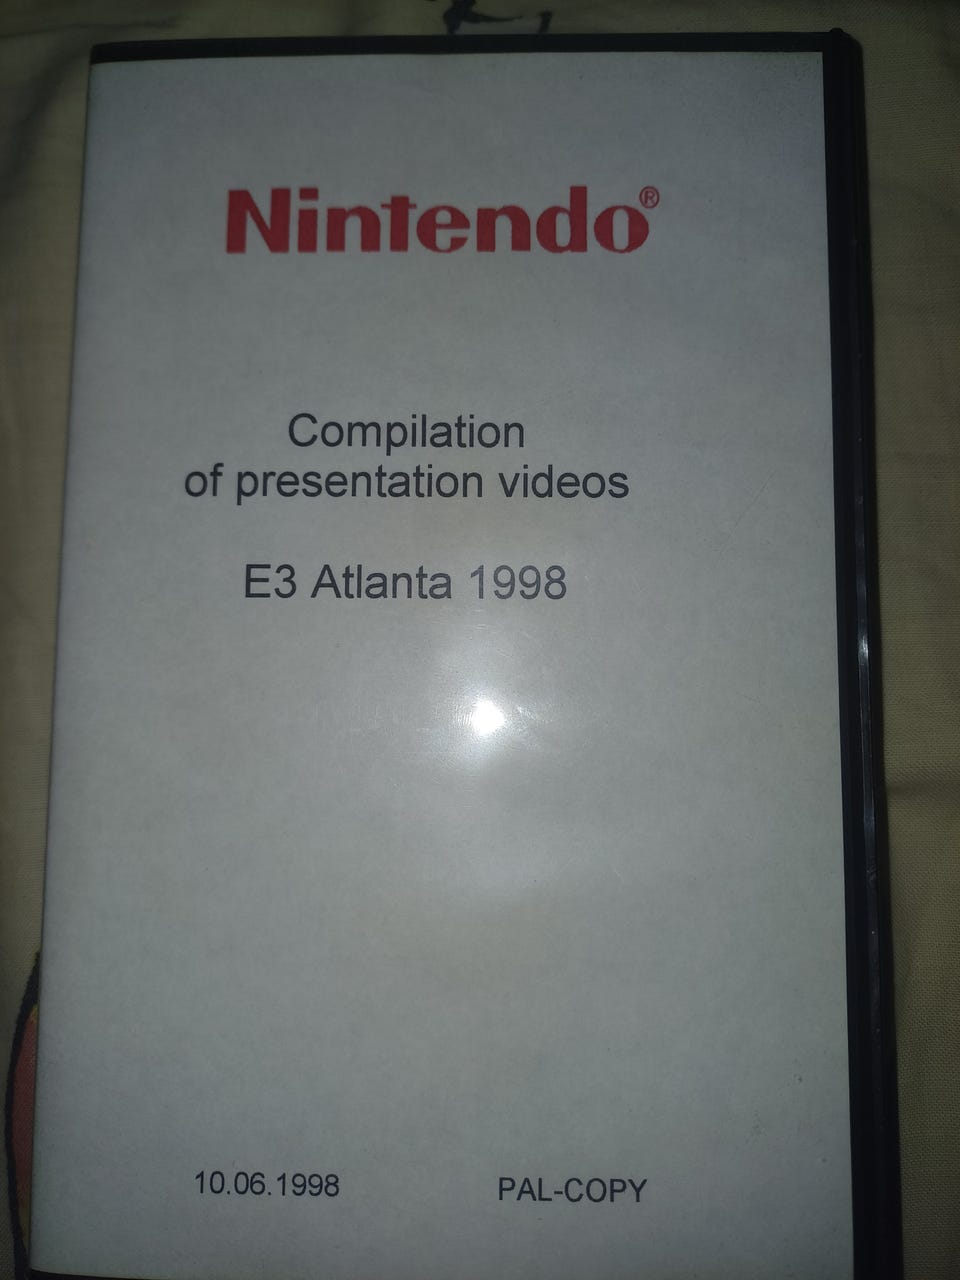 Nintendo®
Compilation
of presentation videos
E3 Atlanta 1998
10.06.1998 PAL-COPY